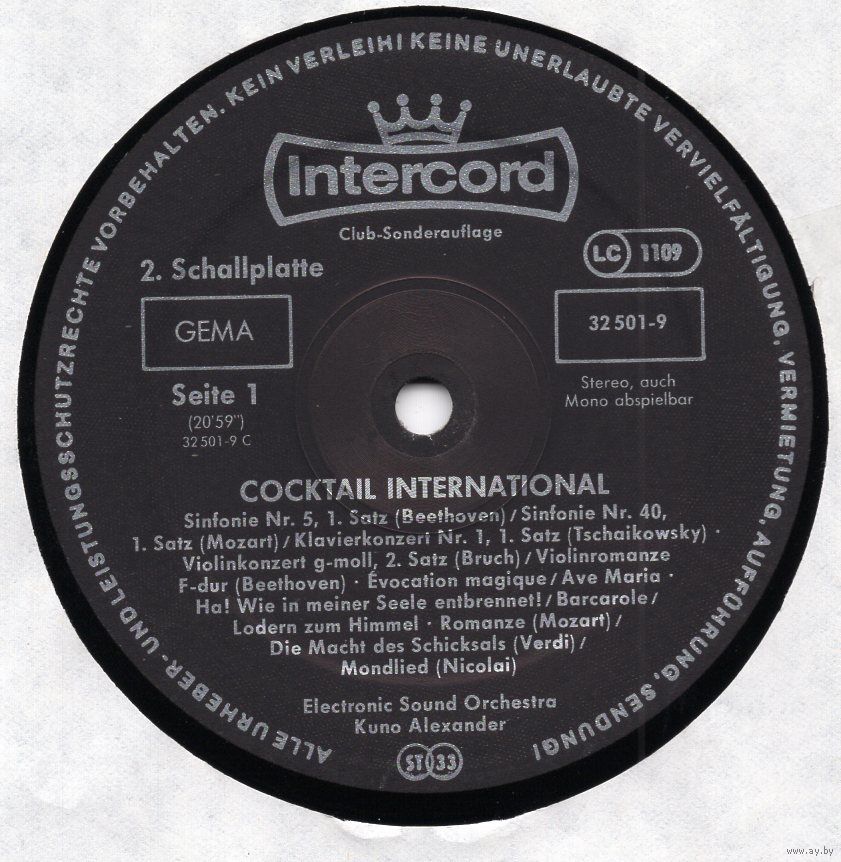 ALLE URHEBER- UND LEISTUNGSSCHUTZRECHTE VORBEHALTEN. KEIN VERLEIH! KEINE UNERLAUBTE VERVIELFÄLTIGUNG, VERMIETUNG, AUFFÜHRUNG, SENDUNG!
Intercord
Club-Sonderauflage
LC 1109
2. Schallplatte
GEMA
32 501-9
Seite 1
(20'59")
32 501-9 C
Stereo, auch
Mono abspielbar
COCKTAIL INTERNATIONAL
Sinfonie Nr. 5, 1. Satz (Beethoven) / Sinfonie Nr. 40,
1. Satz (Mozart) / Klavierkonzert Nr. 1, 1. Satz (Tschaikowsky) ·
Violinkonzert g-moll, 2. Satz (Bruch) / Violinromanze
F-dur (Beethoven) · Évocation magique / Ave Maria ·
Ha! Wie in meiner Seele entbrennet! / Barcarole /
Lodern zum Himmel · Romanze (Mozart) /
Die Macht des Schicksals (Verdi) /
Mondlied (Nicolai)
Electronic Sound Orchestra
Kuno Alexander
ST 33
www.ay.by